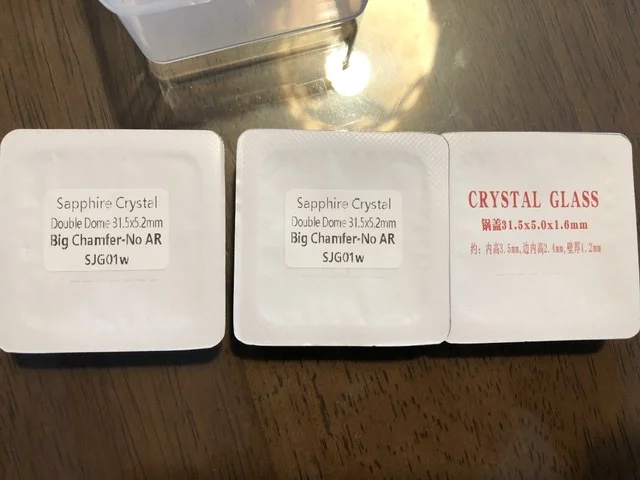 Sapphire Crystal
Double Dome 31.5x5.2mm
Big Chamfer-No AR
SJG01w
Sapphire Crystal
Double Dome 31.5x5.2mm
Big Chamfer-No AR
SJG01w
CRYSTAL GLASS
锅盖31.5x5.0x1.6mm
约: 内高3.5mm,边内高2.4mm,壁厚1.2mm